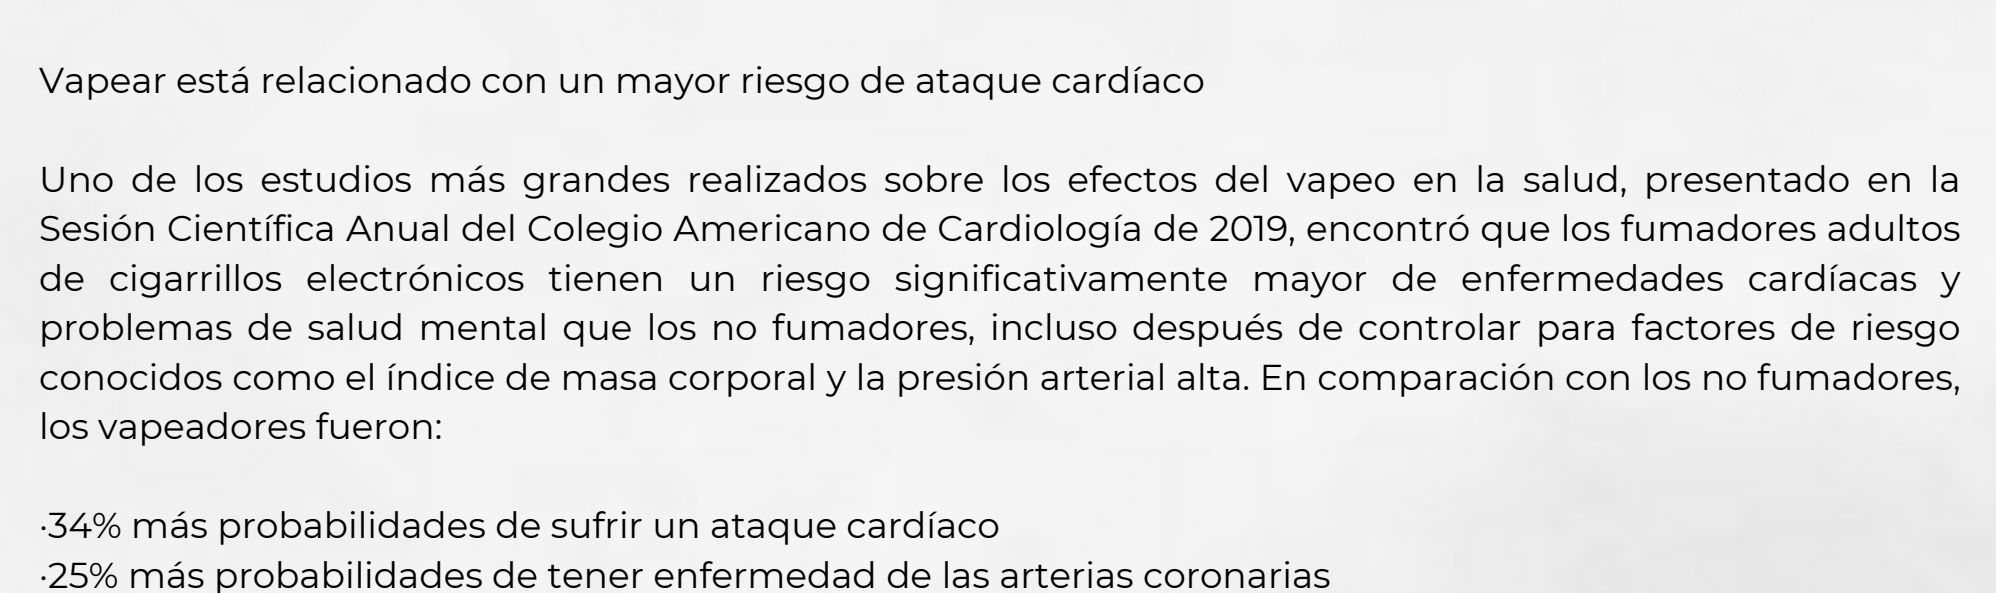 Vapear está relacionado con un mayor riesgo de ataque cardíaco
Uno de los estudios más grandes realizados sobre los efectos del vapeo en la salud, presentado en la
Sesión Científica Anual del Colegio Americano de Cardiología de 2019, encontró que los fumadores adultos
de cigarrillos electrónicos tienen un riesgo significativamente mayor de enfermedades cardíacas y
problemas de salud mental que los no fumadores, incluso después de controlar para factores de riesgo
conocidos como el índice de masa corporal y la presión arterial alta. En comparación con los no fumadores,
los vapeadores fueron:
·34% más probabilidades de sufrir un ataque cardíaco
·25% más probabilidades de tener enfermedad de las arterias coronarias